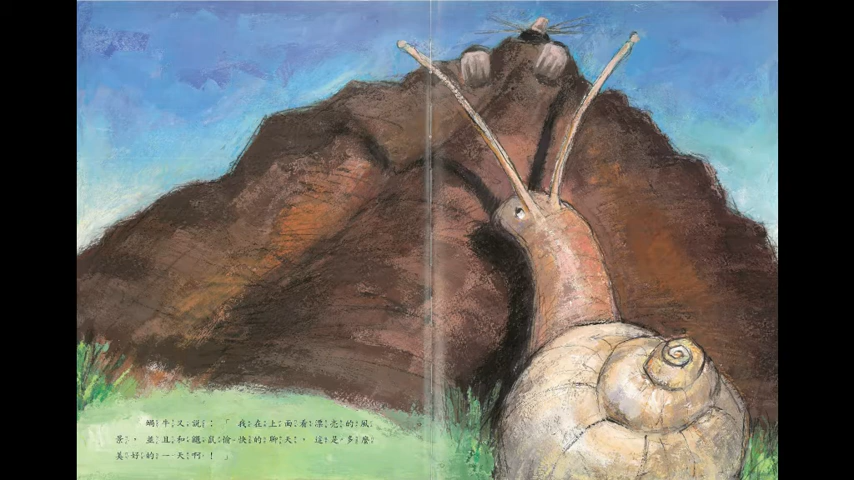 蝸牛又說：「我在上面看漂亮的風
景，並且和鼴鼠愉快的聊天，這是多麼
美好的一天啊！」